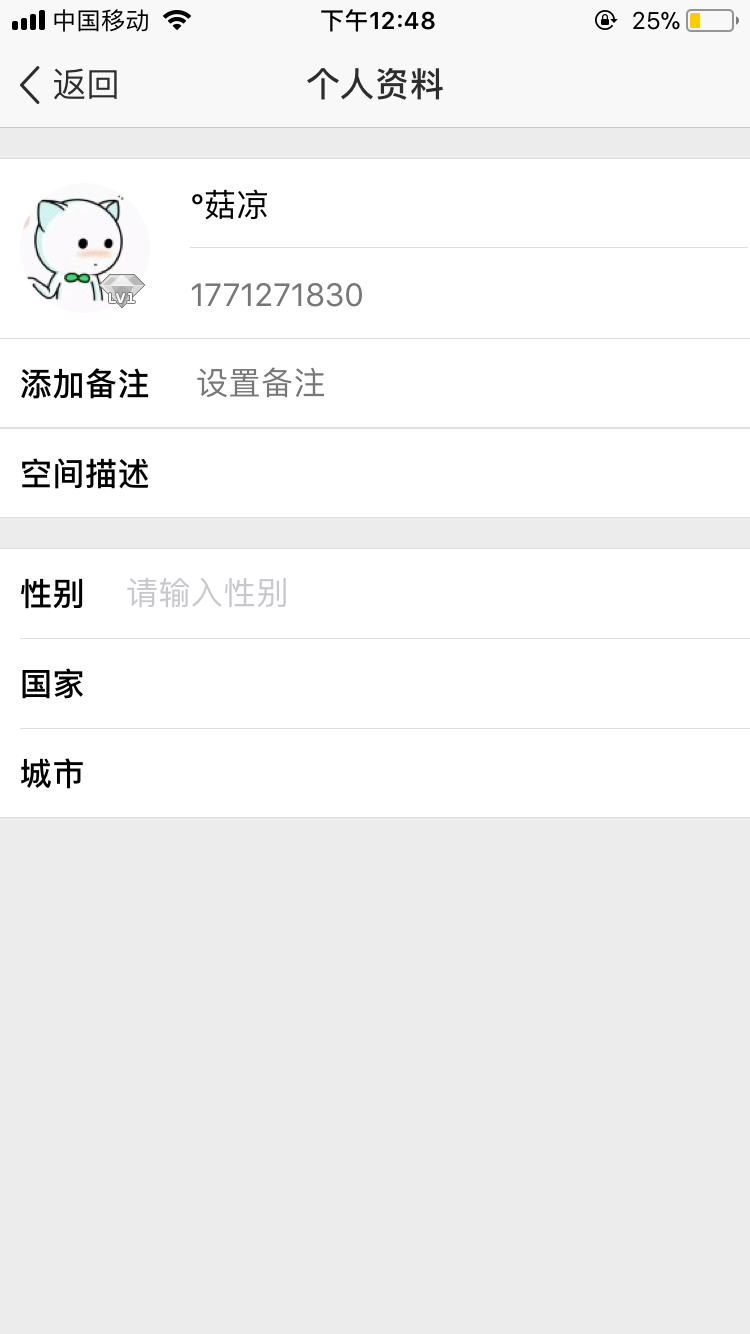 中国移动
下午12:48
25%
返回
个人资料
°菇凉
LV1
1771271830
添加备注 设置备注
空间描述
性别 请输入性别
国家
城市